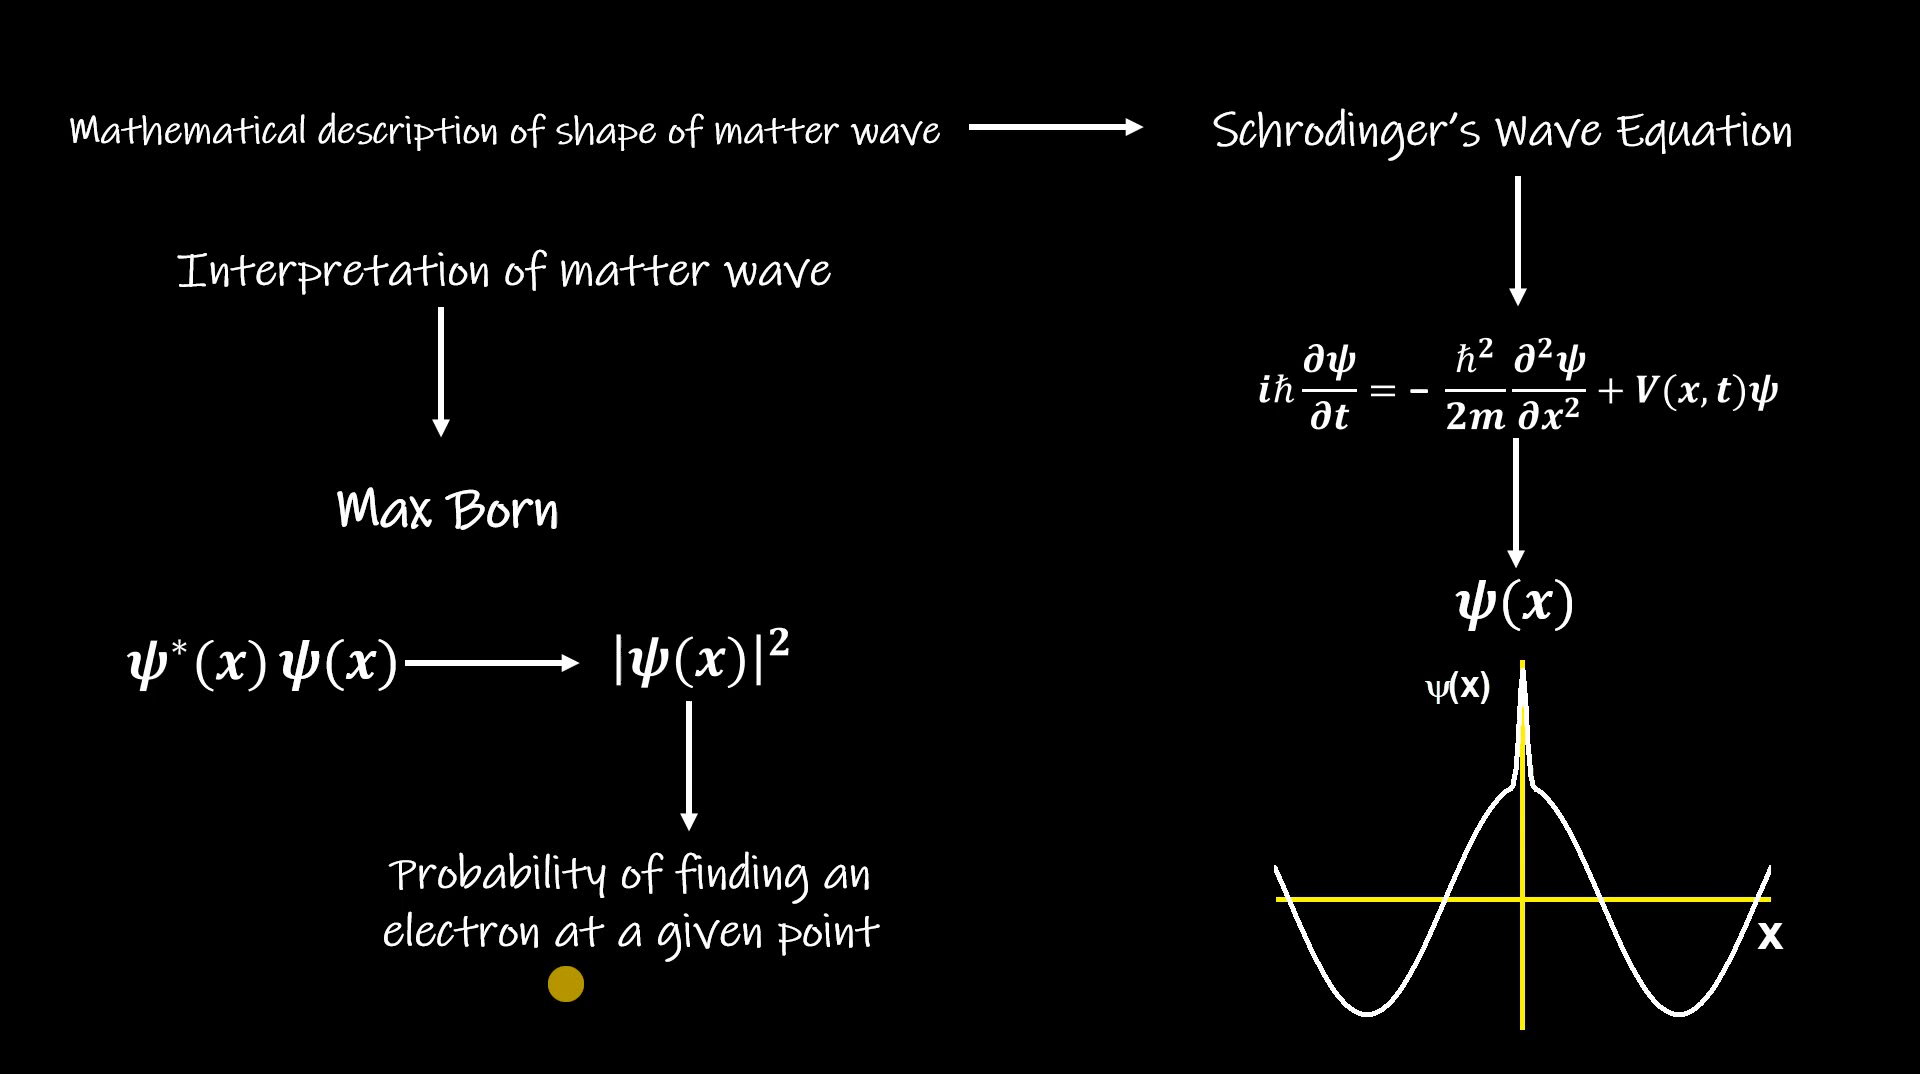 Mathematical description of shape of matter wave
Schrodinger's Wave Equation
Interpretation of matter wave
iℏ ∂ψ/∂t = - ℏ²/2m ∂²ψ/∂x² + V(x, t)ψ
Max Born
ψ(x)
ψ*(x) ψ(x)
|ψ(x)|²
ψ(x)
Probability of finding an
electron at a given point
x